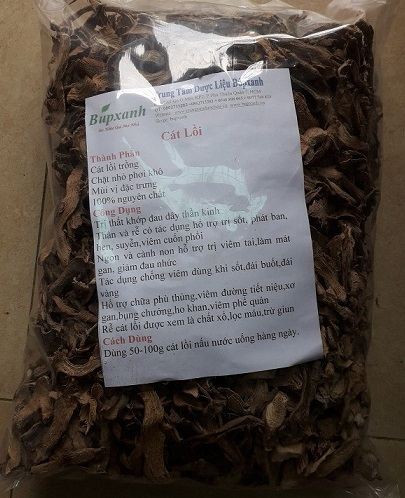 Búpxanh
Trung Tâm Dược Liệu Búpxanh
Cát Lồi
Thành Phần
Cát lồi trồng
Chặt nhỏ phơi khô
Mùi vị đặc trưng
100% nguyên chất
Công Dụng
Trị thất khớp đau dây thần kinh
Thân và rễ có tác dụng hỗ trợ trị sốt, phát ban,
hen, suyễn,viêm cuốn phổi
Ngọn và cành non hỗ trợ trị viêm tai,làm mát
gan, giảm đau nhức
Tác dụng chống viêm dùng khi sốt,đái buốt,đái
vàng
Hỗ trợ chữa phù thũng,viêm đường tiết niệu,xơ
gan,bụng chướng,ho khan,viêm phế quản
Rễ cát lồi được xem là chất xổ,lọc máu,trừ giun
Cách Dùng
Dùng 50-100g cát lồi nấu nước uống hàng ngày.